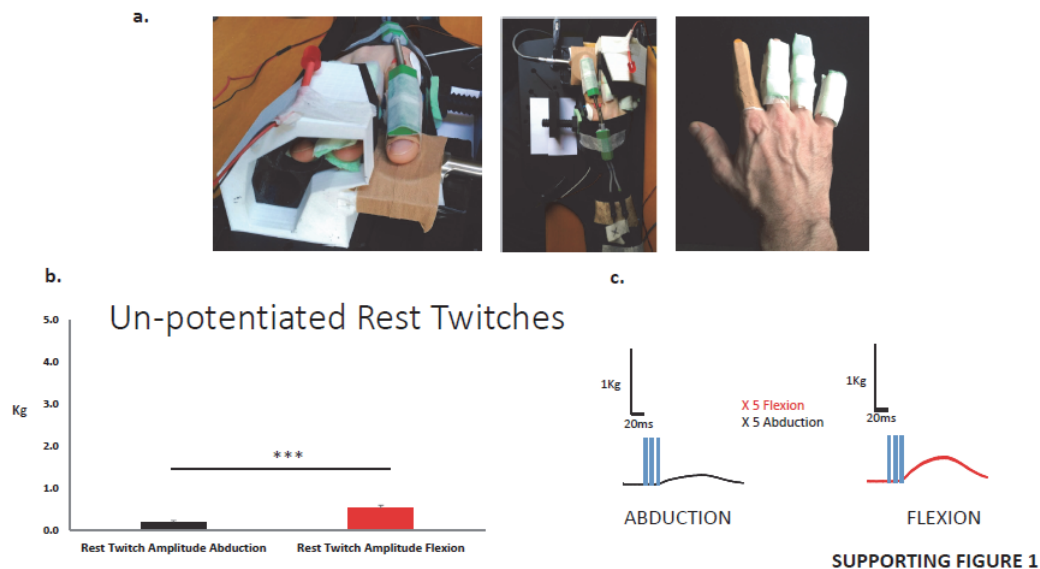 a.
b.
Un-potentiated Rest Twitches
5.0
4.0
3.0
Kg
2.0
1.0
0.0
***
Rest Twitch Amplitude Abduction
Rest Twitch Amplitude Flexion
c.
1Kg
20ms
X 5 Flexion
X 5 Abduction
1Kg
20ms
ABDUCTION
FLEXION
SUPPORTING FIGURE 1